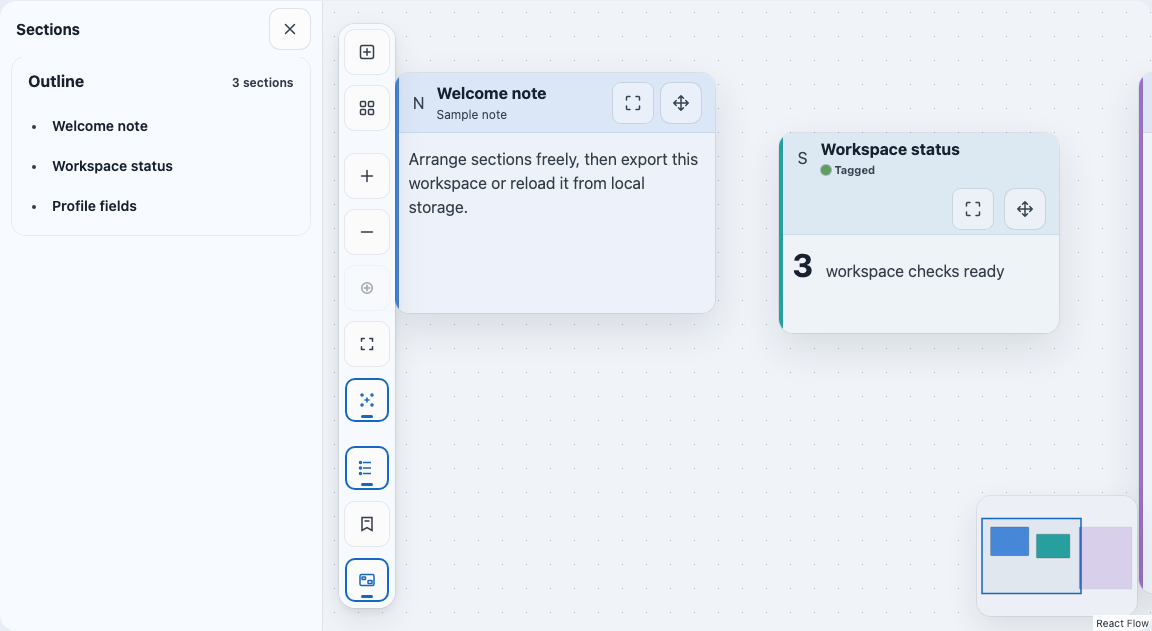 Sections
Outline
3 sections
Welcome note
Workspace status
Profile fields
N
Welcome note
Sample note
Arrange sections freely, then export this
workspace or reload it from local
storage.
S
Workspace status
Tagged
3 workspace checks ready
React Flow